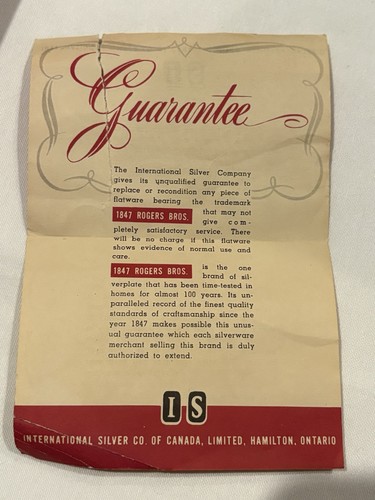 Guarantee
The International Silver Company
gives its unqualified guarantee to
replace or recondition any piece of
flatware bearing the trademark
1847 ROGERS BROS. that may not
give com-
pletely satisfactory service. There
will be no charge if this flatware
shows evidence of normal use and
care.
1847 ROGERS BROS. is the one
brand of sil-
verplate that has been time-tested in
homes for almost 100 years. Its un-
paralleled record of the finest quality
standards of craftsmanship since the
year 1847 makes possible this unus-
ual guarantee which each silverware
merchant selling this brand is duly
authorized to extend.
IS
INTERNATIONAL SILVER CO. OF CANADA, LIMITED, HAMILTON, ONTARIO